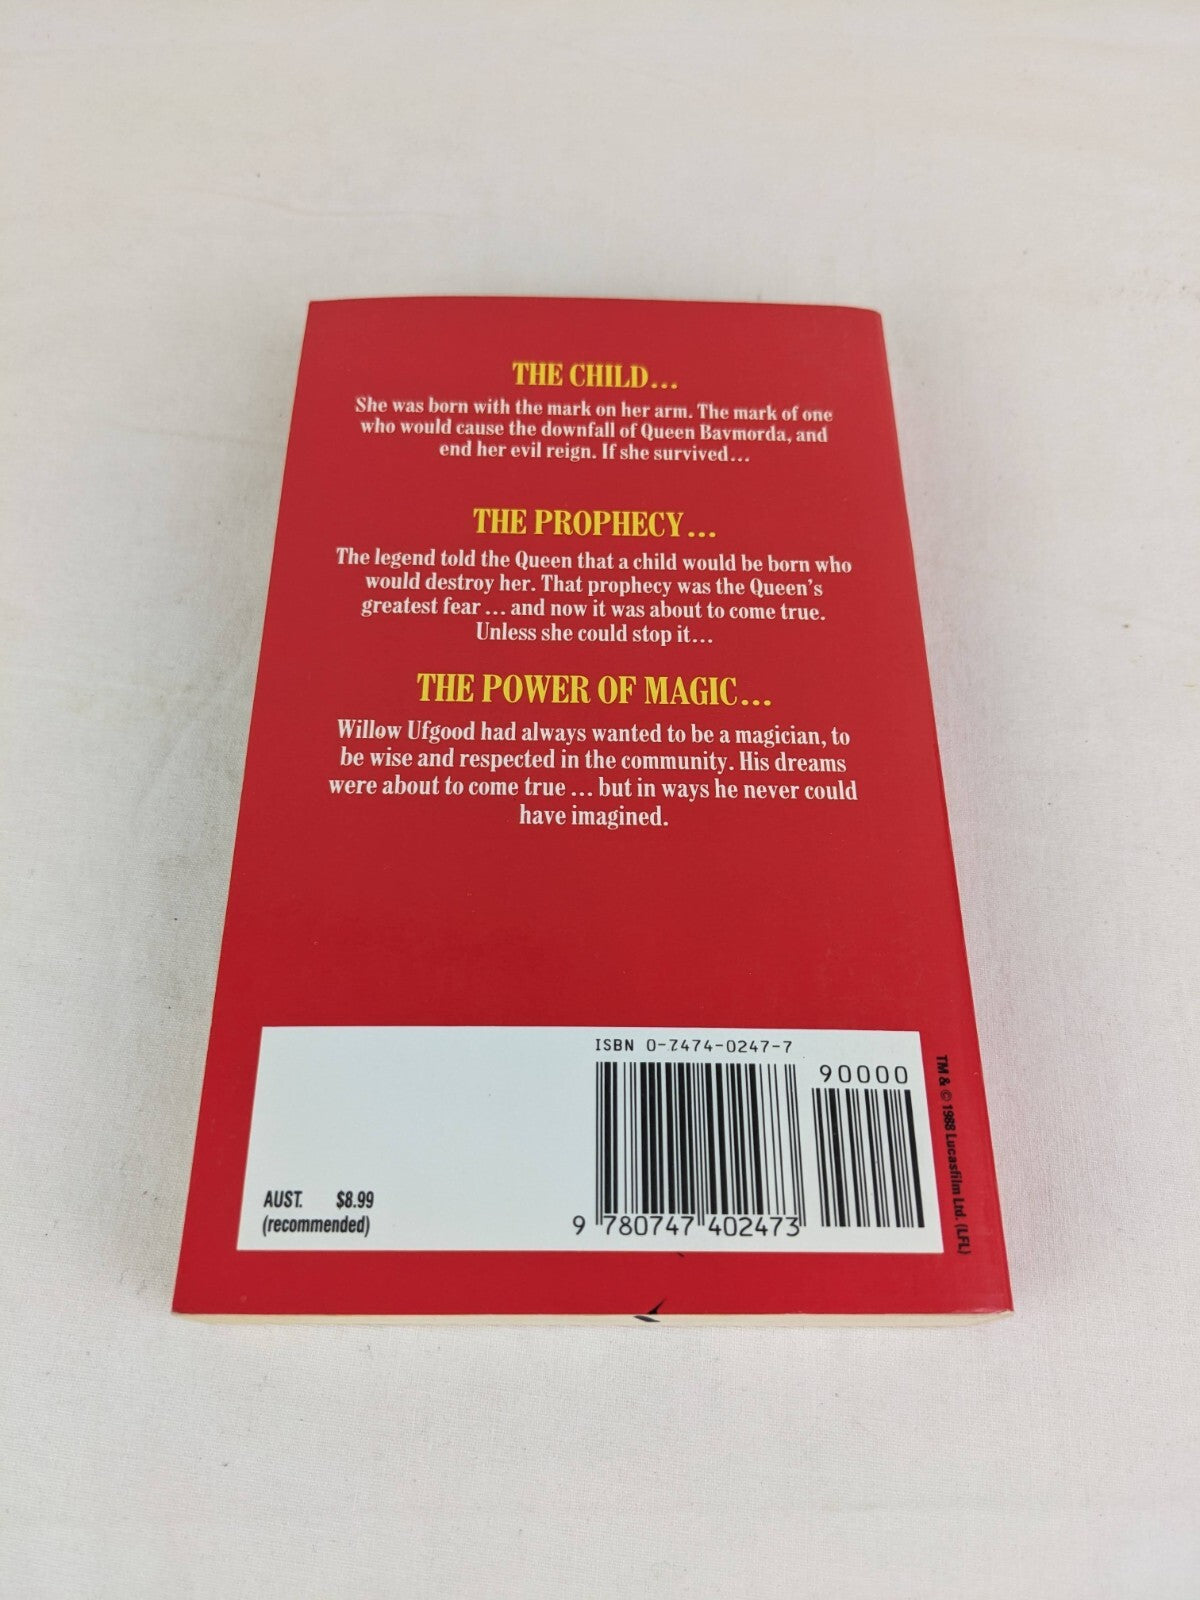 THE CHILD...
She was born with the mark on her arm. The mark of one
who would cause the downfall of Queen Bavmorda, and
end her evil reign. If she survived...
THE PROPHECY...
The legend told the Queen that a child would be born who
would destroy her. That prophecy was the Queen's
greatest fear ... and now it was about to come true.
Unless she could stop it...
THE POWER OF MAGIC...
Willow Ufgood had always wanted to be a magician, to
be wise and respected in the community. His dreams
were about to come true ... but in ways he never could
have imagined.
ISBN 0-7474-0247-7
90000
AUST. $8.99
(recommended)
9 780747 402473
TM & © 1988 Lucasfilm Ltd. (LFL)